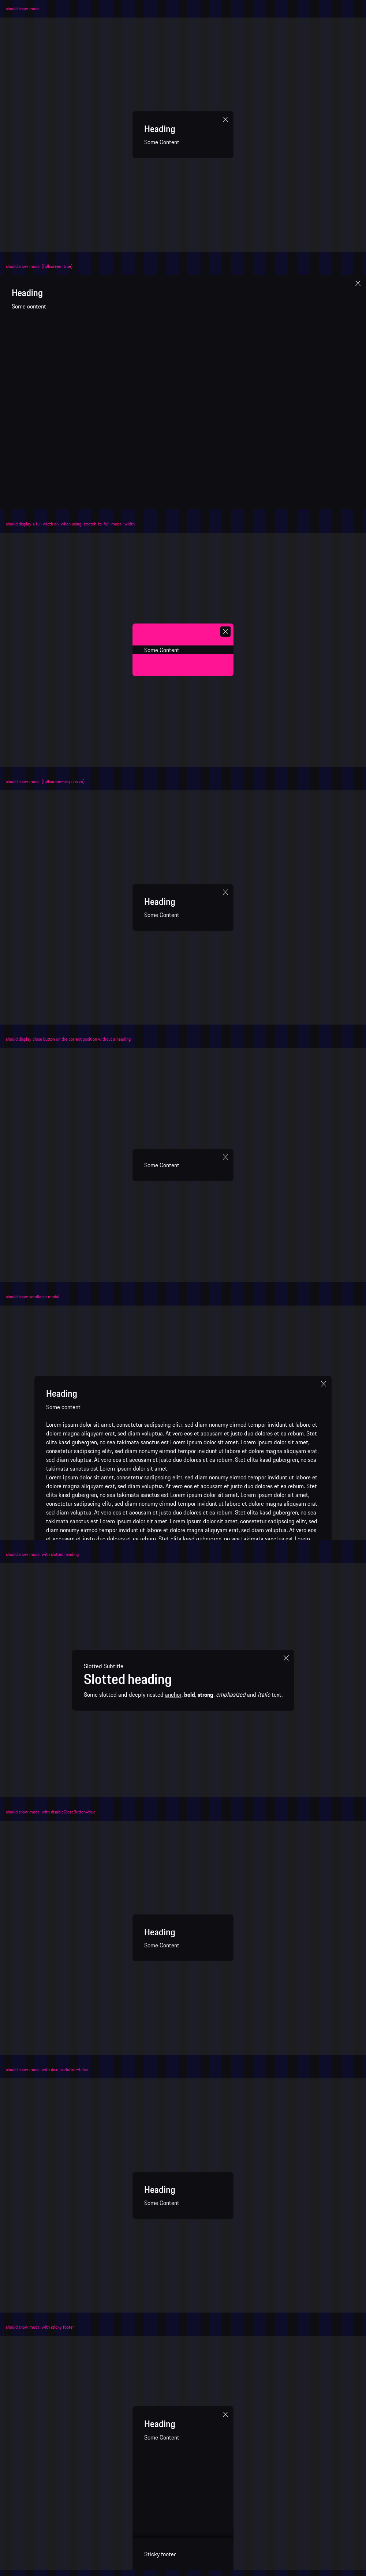 should show modal
Heading
Some Content
should show modal (fullscreen=true)
Heading
Some content
should display a full width div when using .stretch-to-full-modal-width
Some Content
should show modal (fullscreen=responsive)
Heading
Some Content
should display close button on the correct position without a heading
Some Content
should show scrollable modal
Heading
Some content
Lorem ipsum dolor sit amet, consetetur sadipscing elitr, sed diam nonumy eirmod tempor invidunt ut labore et
dolore magna aliquyam erat, sed diam voluptua. At vero eos et accusam et justo duo dolores et ea rebum. Stet
clita kasd gubergren, no sea takimata sanctus est Lorem ipsum dolor sit amet. Lorem ipsum dolor sit amet,
consetetur sadipscing elitr, sed diam nonumy eirmod tempor invidunt ut labore et dolore magna aliquyam erat,
sed diam voluptua. At vero eos et accusam et justo duo dolores et ea rebum. Stet clita kasd gubergren, no sea
takimata sanctus est Lorem ipsum dolor sit amet.
Lorem ipsum dolor sit amet, consetetur sadipscing elitr, sed diam nonumy eirmod tempor invidunt ut labore et
dolore magna aliquyam erat, sed diam voluptua. At vero eos et accusam et justo duo dolores et ea rebum. Stet
clita kasd gubergren, no sea takimata sanctus est Lorem ipsum dolor sit amet. Lorem ipsum dolor sit amet,
consetetur sadipscing elitr, sed diam nonumy eirmod tempor invidunt ut labore et dolore magna aliquyam erat,
sed diam voluptua. At vero eos et accusam et justo duo dolores et ea rebum. Stet clita kasd gubergren, no sea
takimata sanctus est Lorem ipsum dolor sit amet. Lorem ipsum dolor sit amet, consetetur sadipscing elitr, sed
diam nonumy eirmod tempor invidunt ut labore et dolore magna aliquyam erat, sed diam voluptua. At vero eos
et accusam et justo duo dolores et ea rebum. Stet clita kasd gubergren, no sea takimata sanctus est Lorem
should show modal with slotted heading
Slotted Subtitle
Slotted heading
Some slotted and deeply nested anchor, bold, strong, emphasized and italic text.
should show modal with disableCloseButton=true
Heading
Some Content
should show modal with dismissButton=false
Heading
Some Content
should show modal with sticky footer
Heading
Some Content
Sticky footer